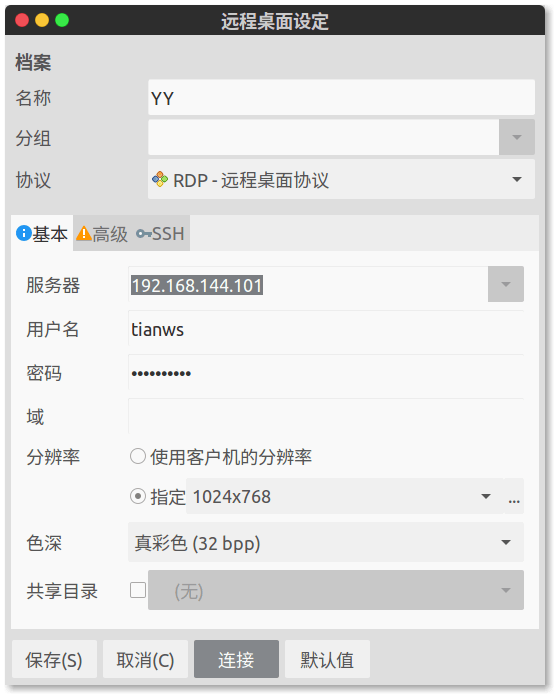 远程桌面设定
档案
名称 YY
分组
协议 RDP - 远程桌面协议
基本 高级 SSH
服务器 192.168.144.101
用户名 tianws
密码 ••••••••••
域
分辨率 使用客户机的分辨率
指定 1024x768 ...
色深 真彩色 (32 bpp)
共享目录 (无)
保存(S) 取消(C) 连接 默认值